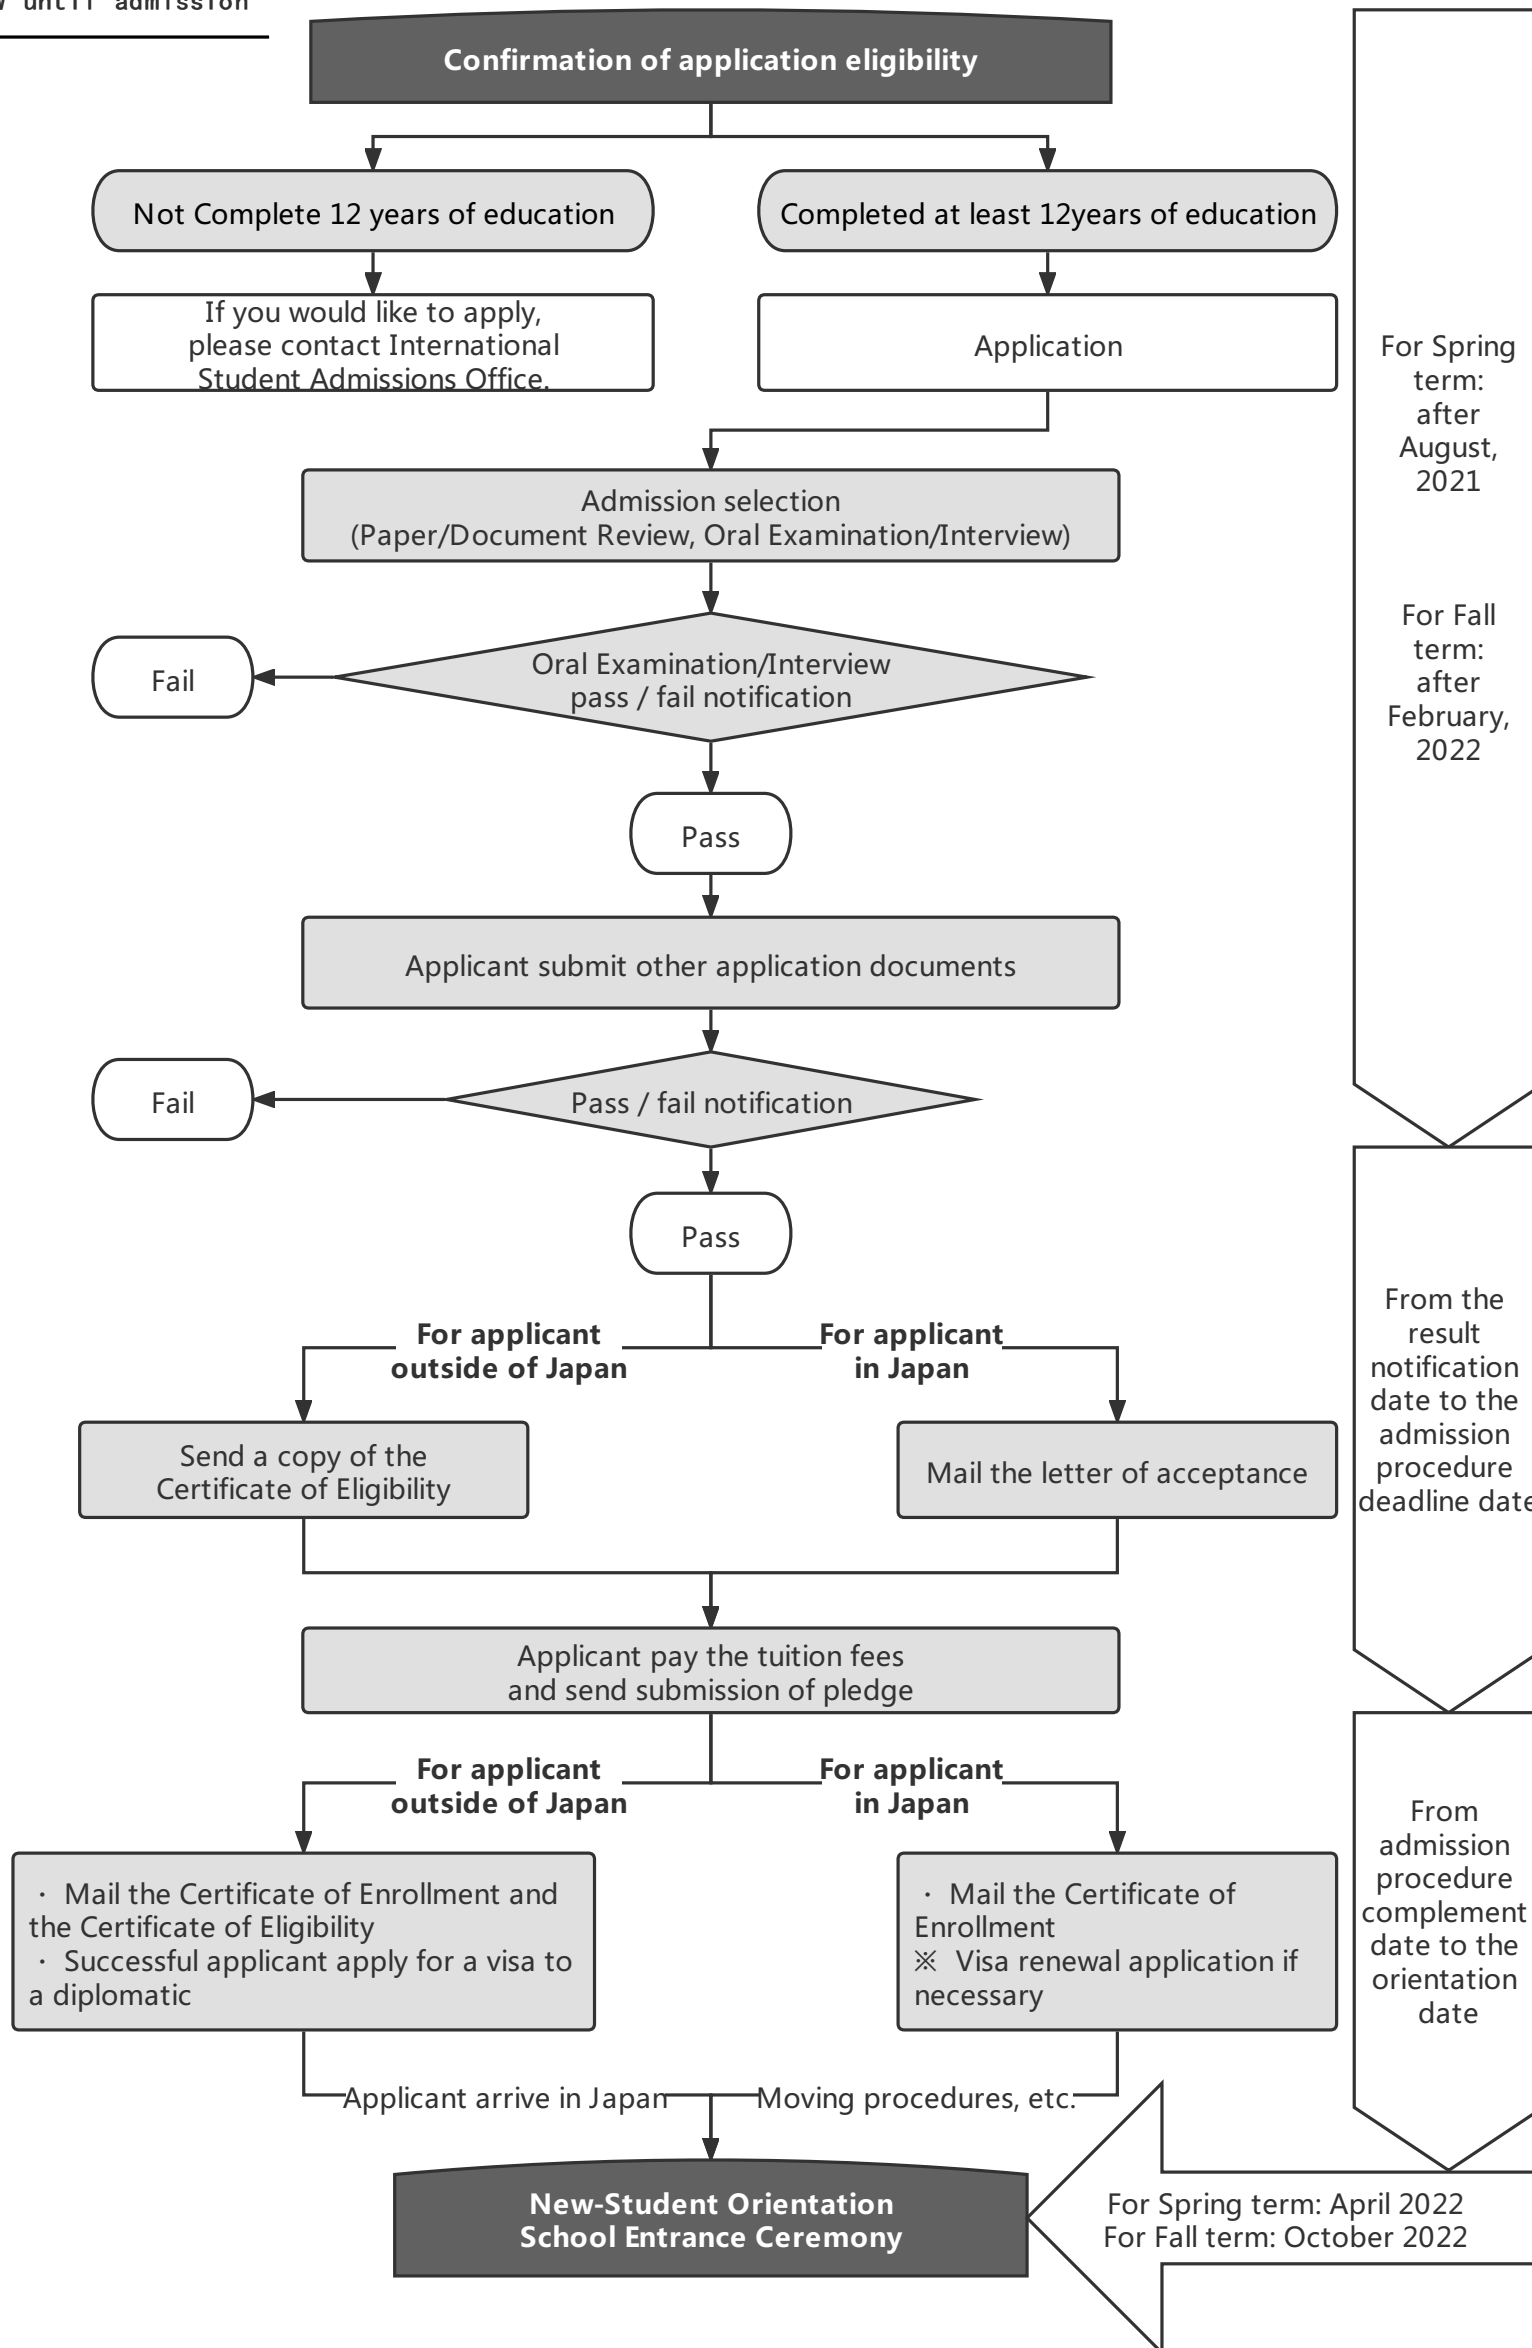 until admission
Confirmation of application eligibility
Not Complete 12 years of education
Completed at least 12years of education
If you would like to apply,
please contact International
Student Admissions Office.
Application
Admission selection
(Paper/Document Review, Oral Examination/Interview)
Oral Examination/Interview
pass / fail notification
Fail
Pass
Applicant submit other application documents
Pass / fail notification
Fail
Pass
For applicant
outside of Japan
For applicant
in Japan
Send a copy of the
Certificate of Eligibility
Mail the letter of acceptance
Applicant pay the tuition fees
and send submission of pledge
For applicant
outside of Japan
For applicant
in Japan
・ Mail the Certificate of Enrollment and
the Certificate of Eligibility
・ Successful applicant apply for a visa to
a diplomatic
・ Mail the Certificate of
Enrollment
※ Visa renewal application if
necessary
Applicant arrive in Japan
Moving procedures, etc.
New-Student Orientation
School Entrance Ceremony
For Spring
term:
after
August,
2021
For Fall
term:
after
February,
2022
From the
result
notification
date to the
admission
procedure
deadline date
From
admission
procedure
complement
date to the
orientation
date
For Spring term: April 2022
For Fall term: October 2022